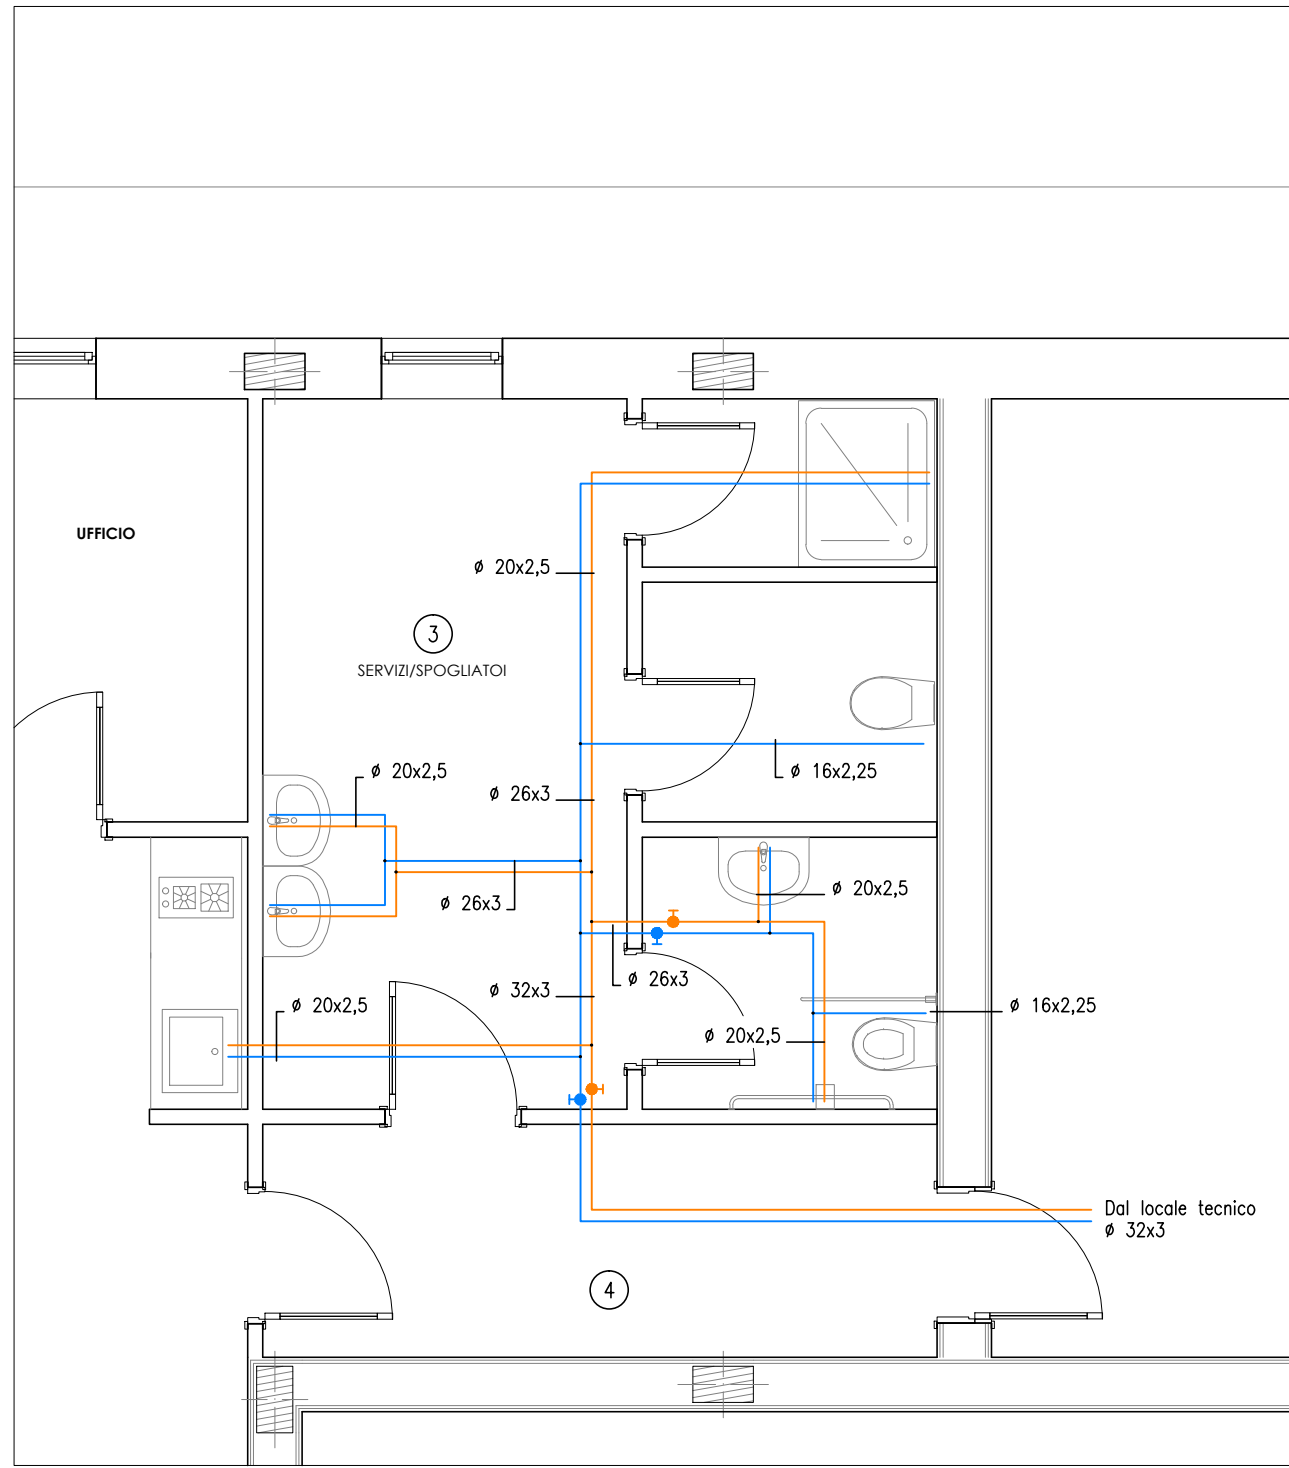 UFFICIO
ø 20x2,5
3
SERVIZI/SPOGLIATOI
ø 20x2,5
ø 16x2,25
ø 26x3
ø 20x2,5
ø 26x3
ø 26x3
ø 32x3
ø 20x2,5
ø 16x2,25
ø 20x2,5
Dal locale tecnico
ø 32x3
4